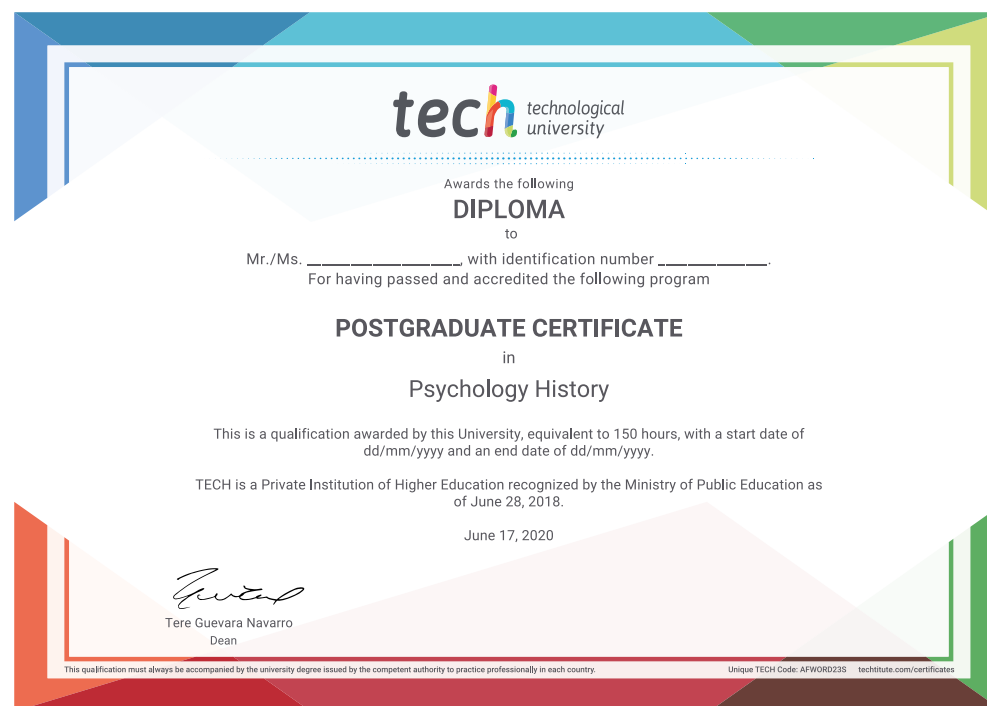 tech technological
university
Awards the following
DIPLOMA
to
Mr./Ms. ____________________, with identification number ______________.
For having passed and accredited the following program
POSTGRADUATE CERTIFICATE
in
Psychology History
This is a qualification awarded by this University, equivalent to 150 hours, with a start date of
dd/mm/yyyy and an end date of dd/mm/yyyy.
TECH is a Private Institution of Higher Education recognized by the Ministry of Public Education as
of June 28, 2018.
June 17, 2020
Tere Guevara Navarro
Dean
This qualification must always be accompanied by the university degree issued by the competent authority to practice professionally in each country. Unique TECH Code: AFWORD23S techtitute.com/certificates